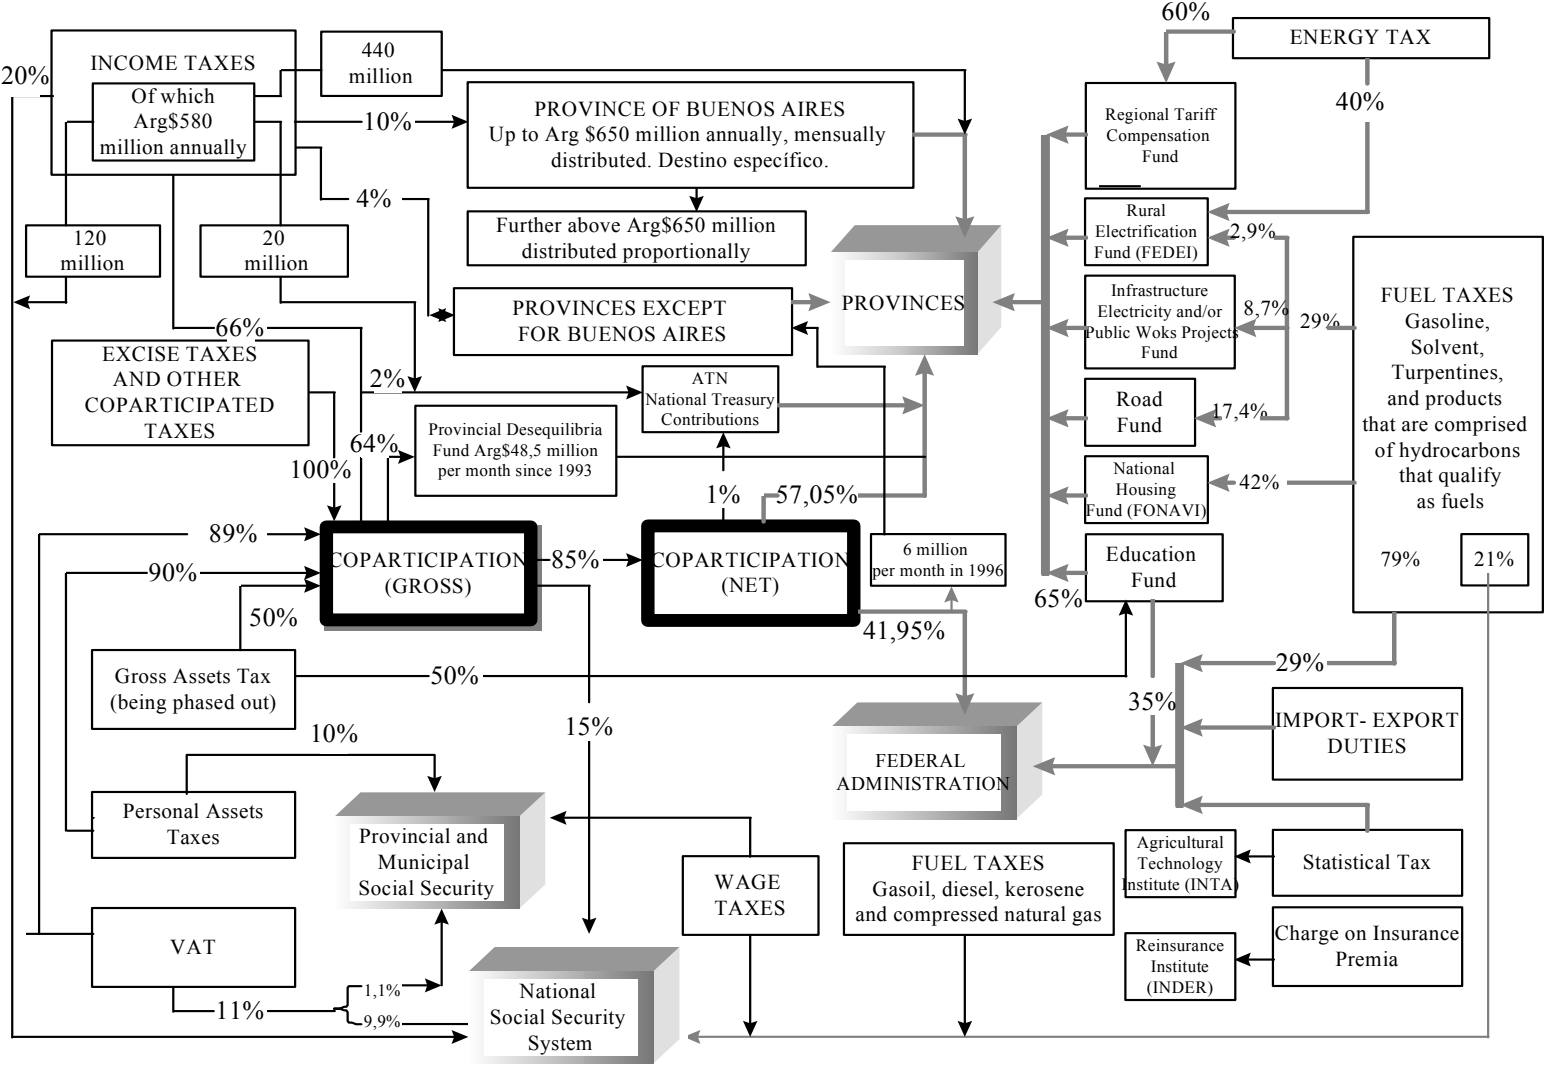 60%
ENERGY TAX
40%
20%
INCOME TAXES
Of which
Arg$580
million annually
440
million
10%
PROVINCE OF BUENOS AIRES
Up to Arg $650 million annually, mensually
distributed. Destino específico.
Further above Arg$650 million
distributed proportionally
4%
120
million
20
million
66%
PROVINCES EXCEPT
FOR BUENOS AIRES
PROVINCES
Regional Tariff
Compensation
Fund
Rural
Electrification
Fund (FEDEI)
2,9%
Infrastructure
Electricity and/or
Public Woks Projects
Fund
8,7%
29%
Road
Fund
17,4%
National
Housing
Fund (FONAVI)
42%
Education
Fund
65%
FUEL TAXES
Gasoline,
Solvent,
Turpentines,
and products
that are comprised
of hydrocarbons
that qualify
as fuels
79%
21%
EXCISE TAXES
AND OTHER
COPARTICIPATED
TAXES
2%
ATN
National Treasury
Contributions
64%
Provincial Desequilibria
Fund Arg$48,5 million
per month since 1993
100%
1%
57,05%
89%
90%
50%
COPARTICIPATION
(GROSS)
85%
COPARTICIPATION
(NET)
6 million
per month in 1996
41,95%
Gross Assets Tax
(being phased out)
50%
15%
35%
29%
IMPORT- EXPORT
DUTIES
FEDERAL
ADMINISTRATION
10%
Personal Assets
Taxes
Provincial and
Municipal
Social Security
WAGE
TAXES
FUEL TAXES
Gasoil, diesel, kerosene
and compressed natural gas
Agricultural
Technology
Institute (INTA)
Statistical Tax
Reinsurance
Institute
(INDER)
Charge on Insurance
Premia
VAT
11%
1,1%
9,9%
National
Social Security
System